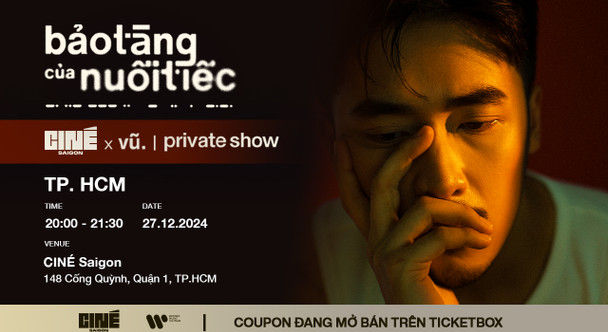 bảo tàng
của nuối tiếc
CINÉ SAIGON x vũ. | private show
TP. HCM
TIME DATE
20:00 - 21:30 27.12.2024
VENUE
CINÉ Saigon
148 Cống Quỳnh, Quận 1, TP.HCM
CINÉ SAIGON | COUPON ĐANG MỞ BÁN TRÊN TICKETBOX